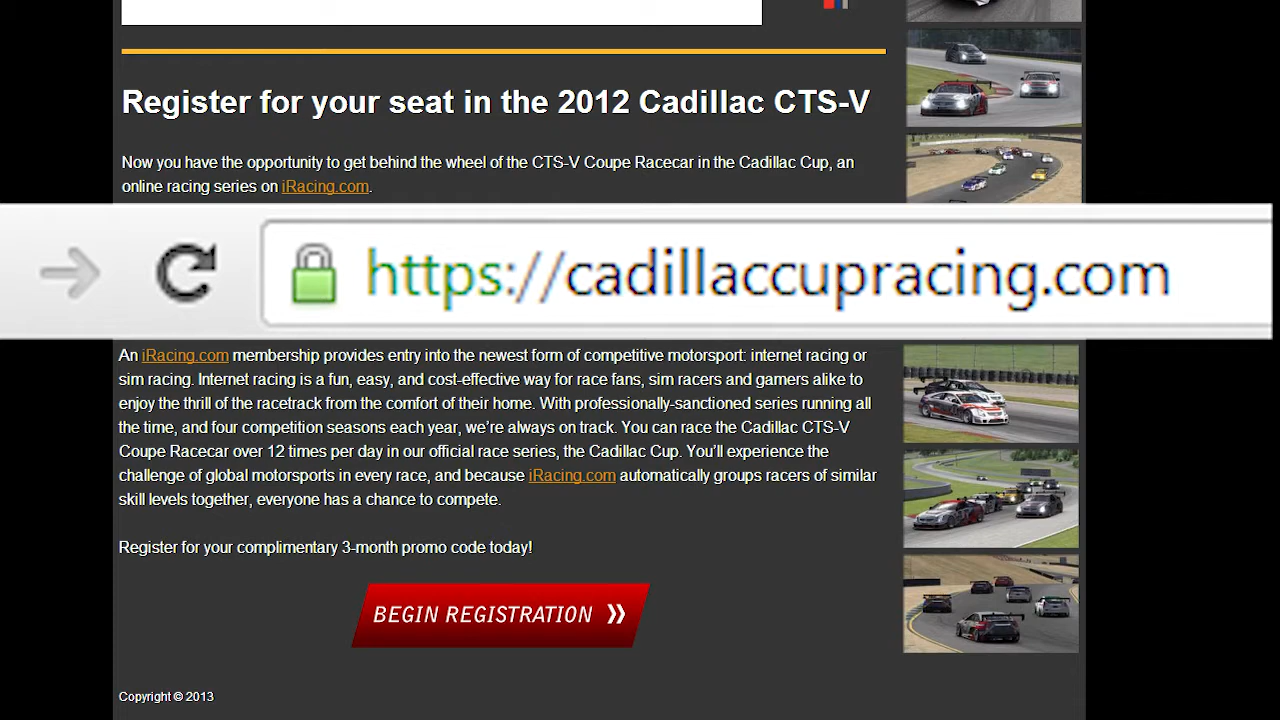 Register for your seat in the 2012 Cadillac CTS-V
Now you have the opportunity to get behind the wheel of the CTS-V Coupe Racecar in the Cadillac Cup, an
online racing series on iRacing.com.
https://cadillaccupracing.com
An iRacing.com membership provides entry into the newest form of competitive motorsport: internet racing or
sim racing. Internet racing is a fun, easy, and cost-effective way for race fans, sim racers and gamers alike to
enjoy the thrill of the racetrack from the comfort of their home. With professionally-sanctioned series running all
the time, and four competition seasons each year, we're always on track. You can race the Cadillac CTS-V
Coupe Racecar over 12 times per day in our official race series, the Cadillac Cup. You'll experience the
challenge of global motorsports in every race, and because iRacing.com automatically groups racers of similar
skill levels together, everyone has a chance to compete.
Register for your complimentary 3-month promo code today!
BEGIN REGISTRATION »
Copyright © 2013